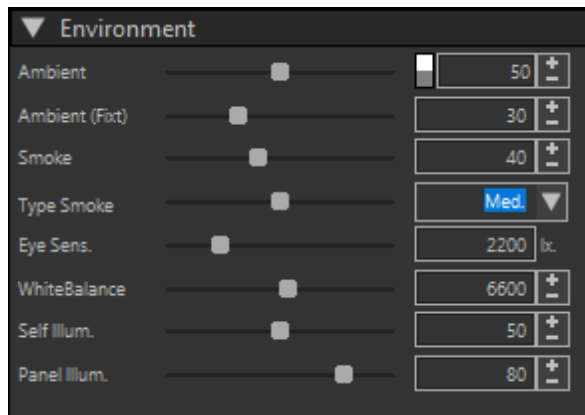 Environment
Ambient 50
Ambient (Fixt) 30
Smoke 40
Type Smoke Med.
Eye Sens. 2200 lx.
WhiteBalance 6600
Self Illum. 50
Panel Illum. 80